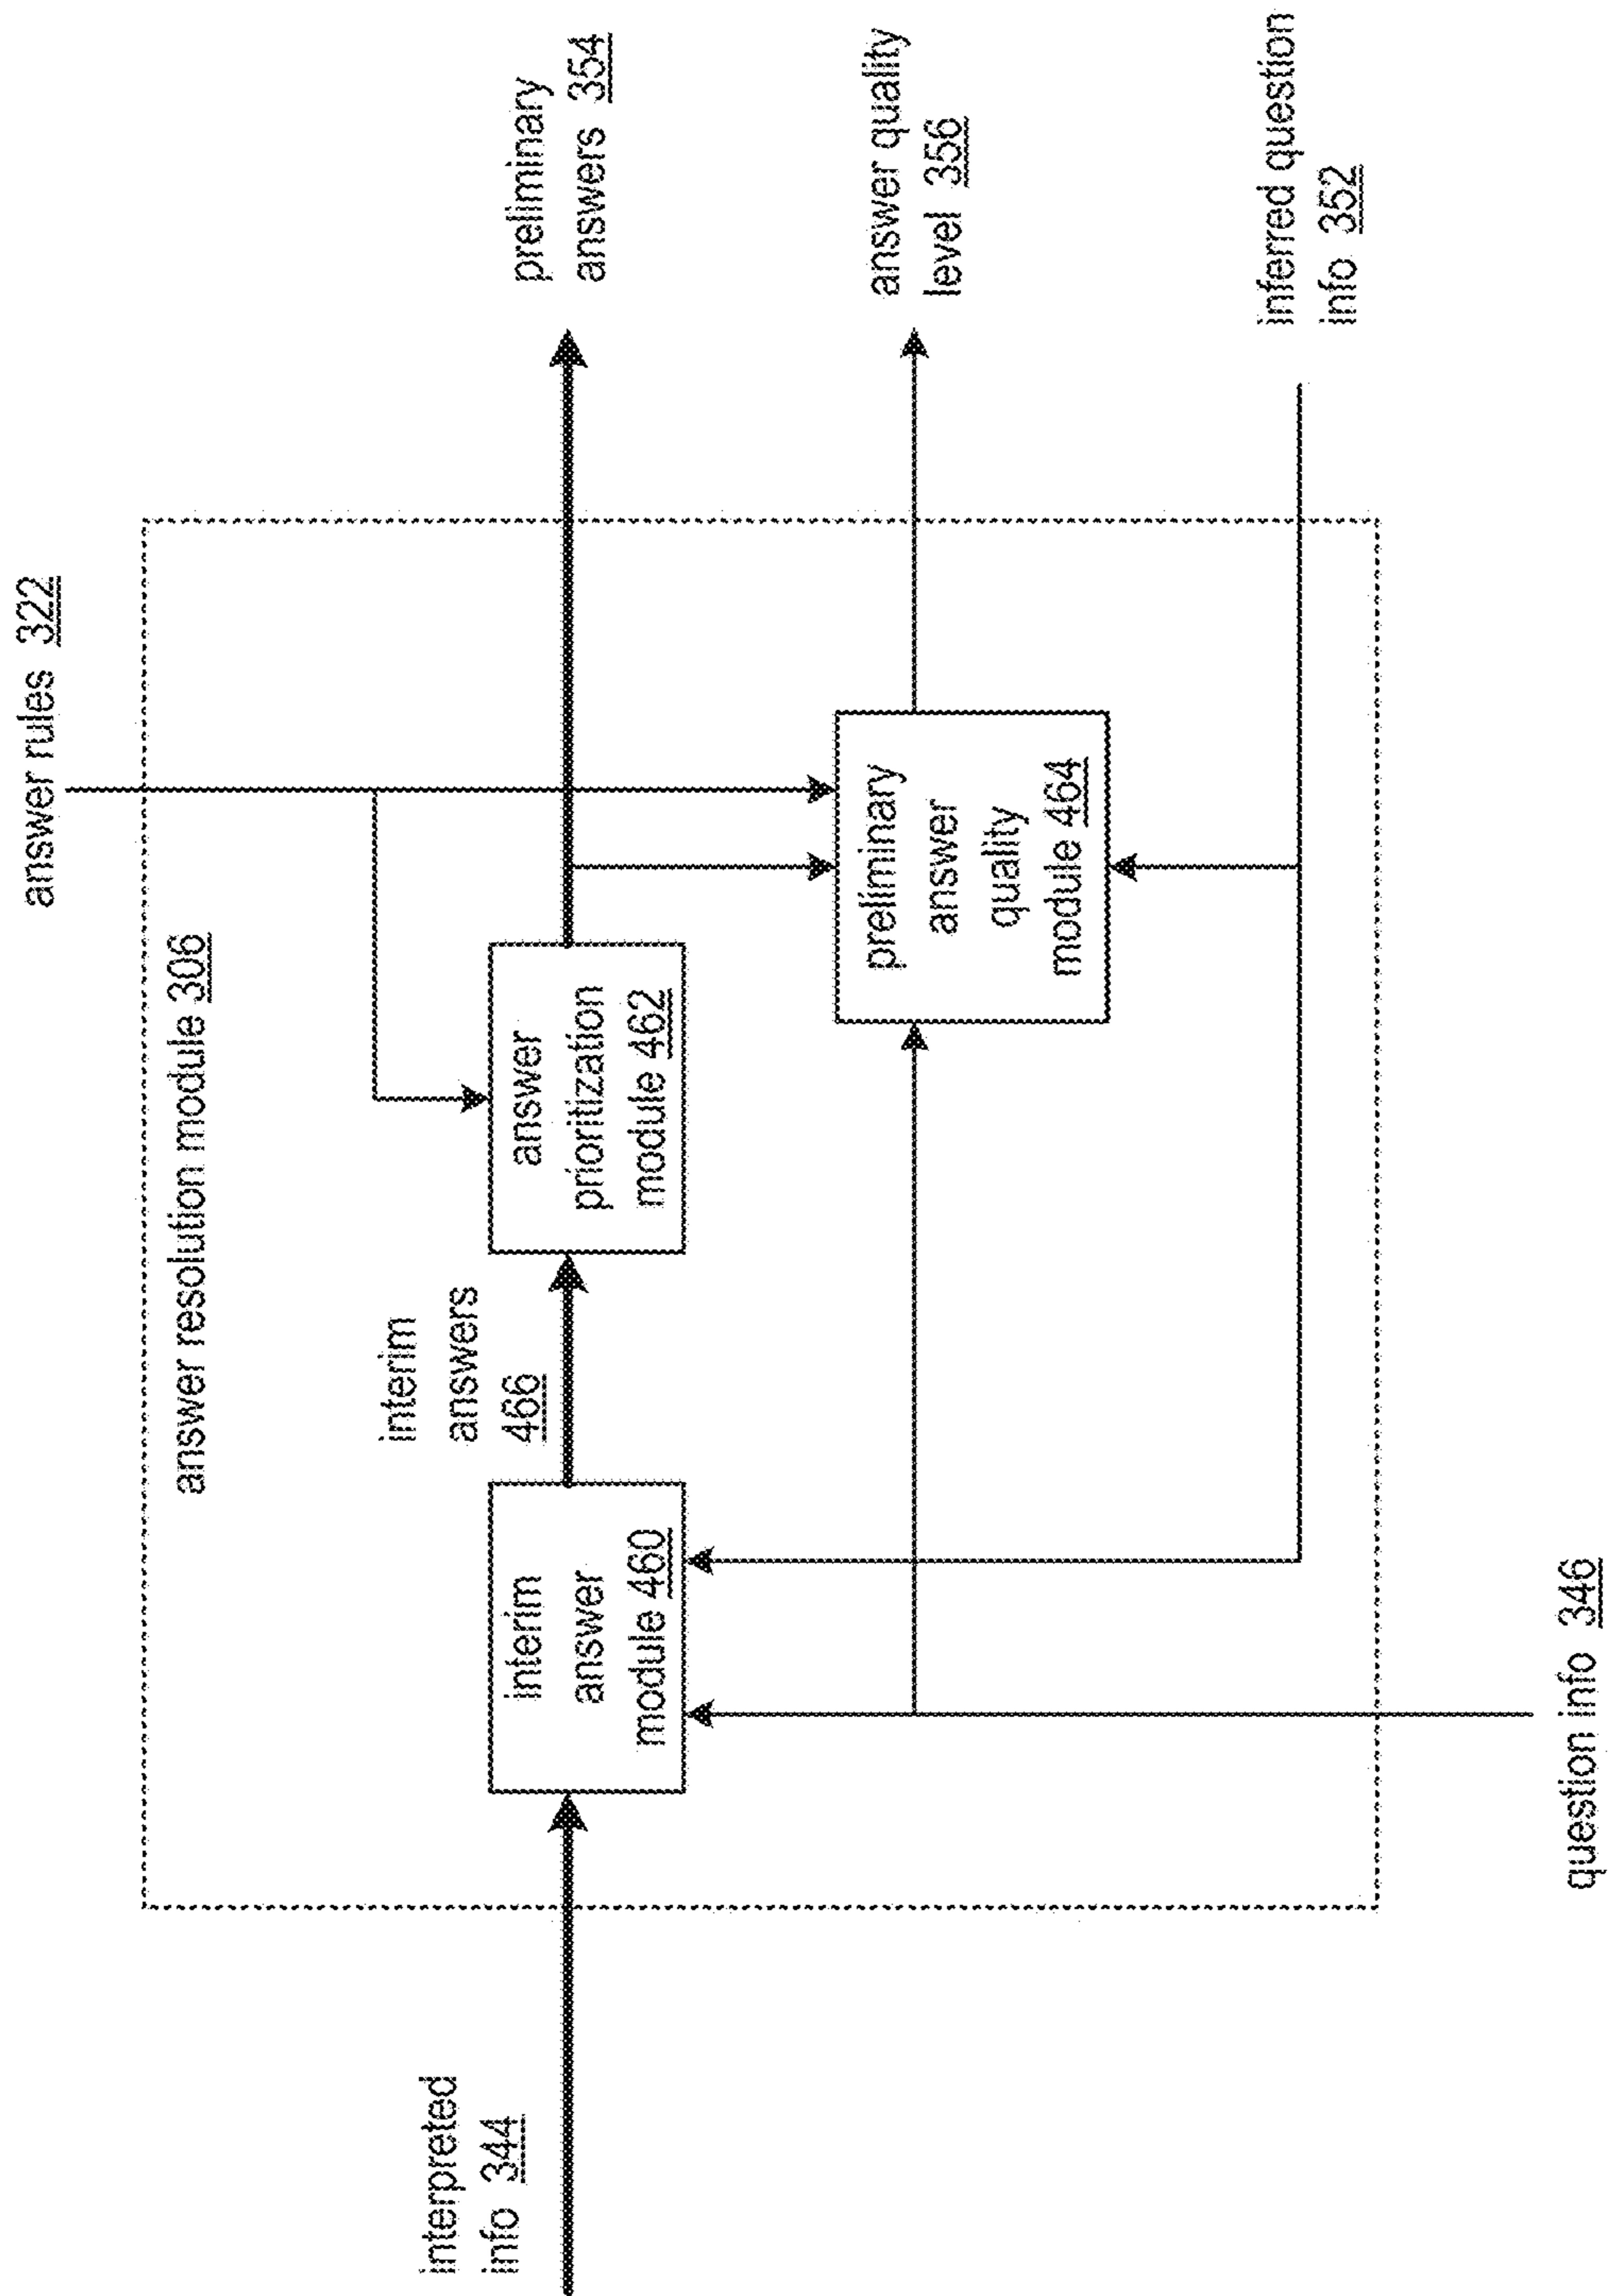 answer rules 322
answer resolution module 306
interpreted
info 344
interim
answer
module 460
interim
answers
466
answer
prioritization
module 462
preliminary
answers 354
preliminary
answer
quality
module 464
answer quality
level 356
inferred question
info 352
question info 346